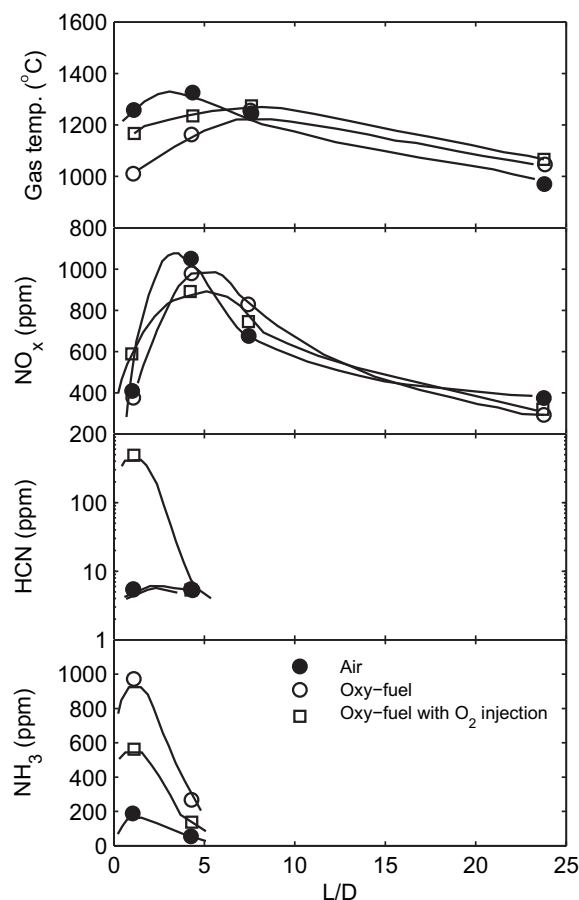 1600
1400
1200
1000
800
Gas temp. (°C)
1000
800
600
400
200
NOx (ppm)
100
10
1
HCN (ppm)
1000
800
600
400
200
0
NH3 (ppm)
Air
Oxy-fuel
Oxy-fuel with O2 injection
0 5 10 15 20 25
L/D